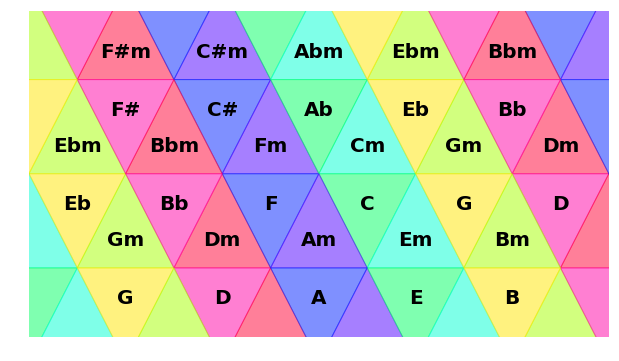 F#m C#m Abm Ebm Bbm
F# C# Ab Eb Bb
Ebm Bbm Fm Cm Gm Dm
Eb Bb F C G D
Gm Dm Am Em Bm
G D A E B